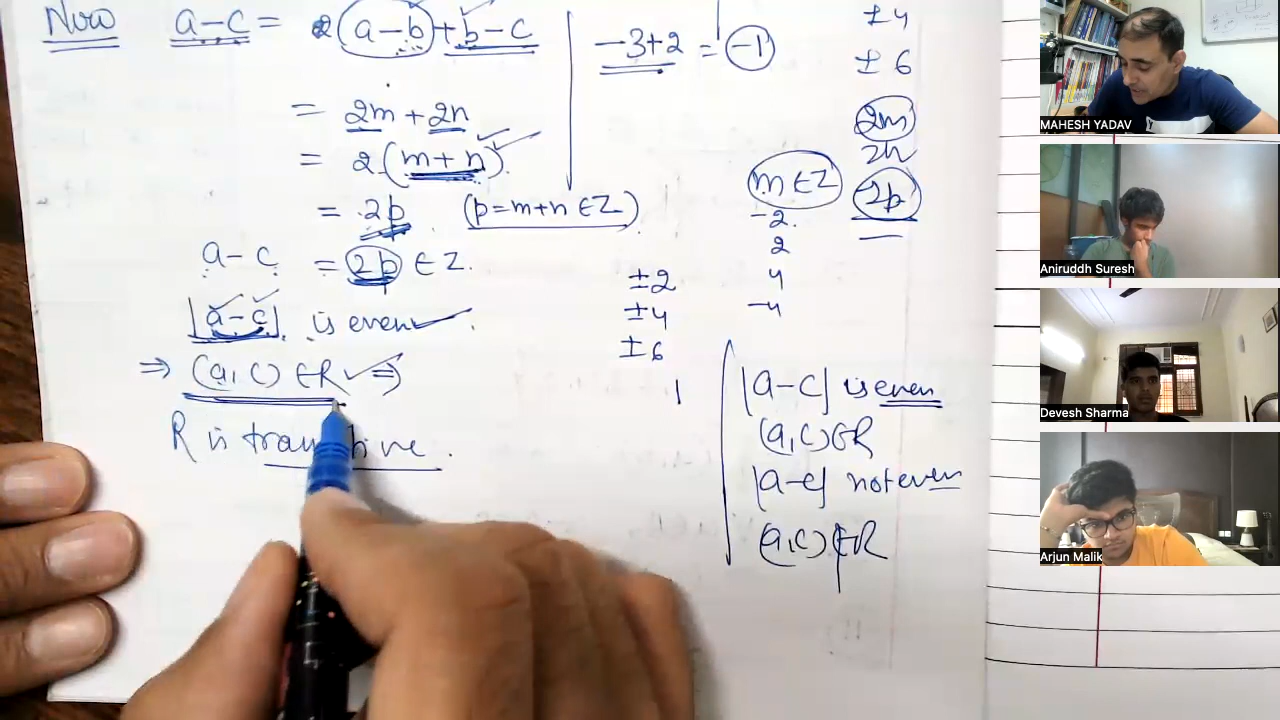 Now a-c = (a-b)+b-c
= 2m + 2n
= 2(m+n)
= 2p (p=m+n∈Z)
a-c = 2p ∈ Z.
|a-c| is even
⇒ (a,c) ∈R ⇒
R is transitive.
-3+2 = -1
±4
±6
2m
2n
2p
m∈Z
-2.
2
4
-4
±2
±4
±6
|a-c| is even
(a,c)∈R
|a-c| not even
(a,c)∉R
MAHESH YADAV
Aniruddh Suresh
Devesh Sharma
Arjun Malik